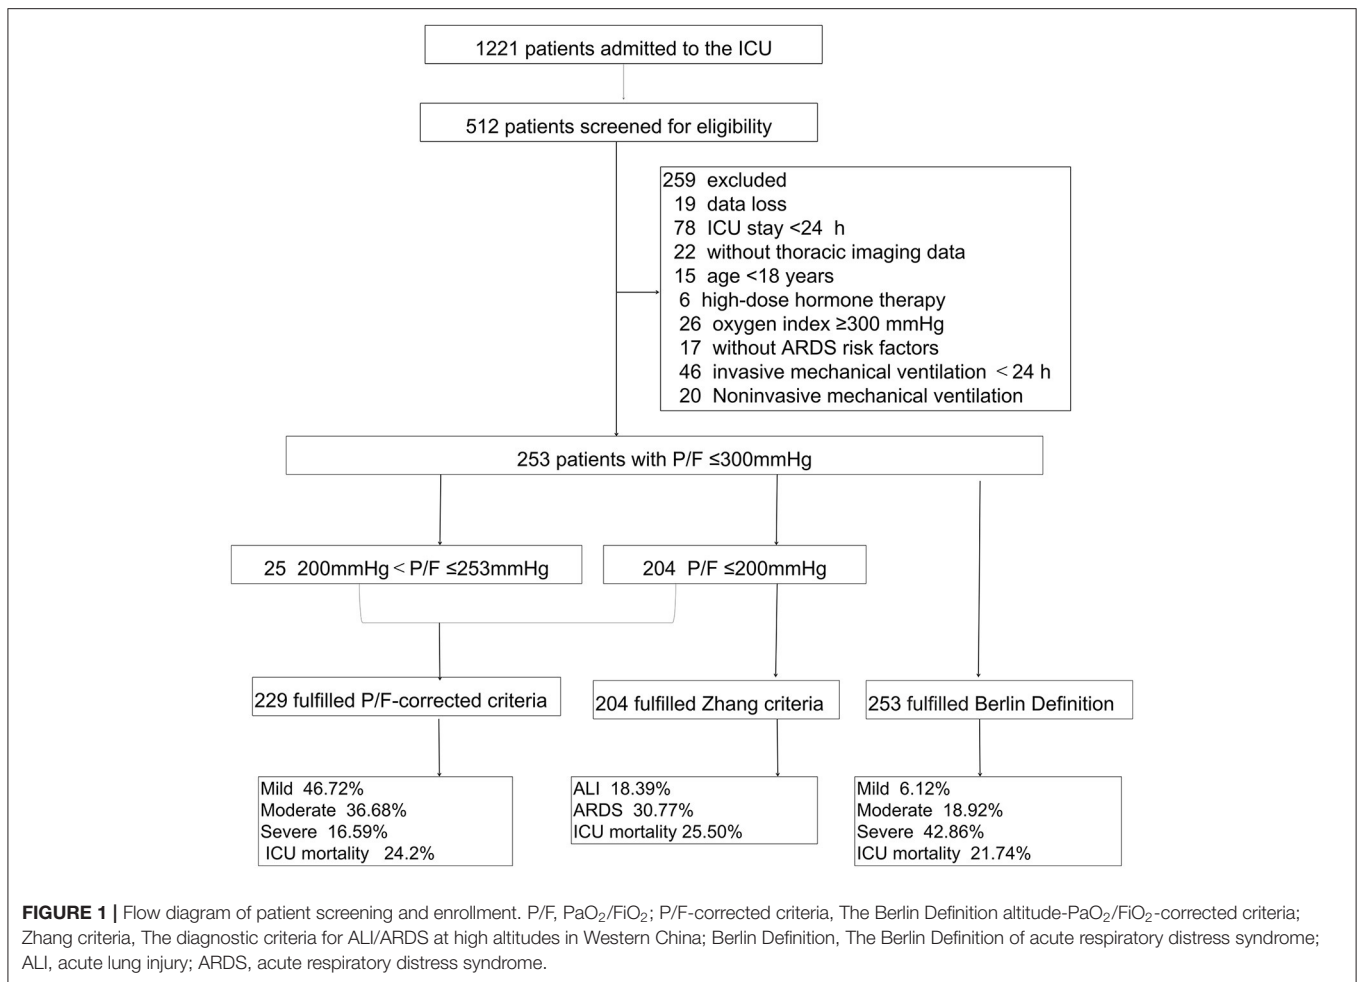 1221 patients admitted to the ICU
512 patients screened for eligibility
259 excluded
19 data loss
78 ICU stay <24 h
22 without thoracic imaging data
15 age <18 years
6 high-dose hormone therapy
26 oxygen index ≥300 mmHg
17 without ARDS risk factors
46 invasive mechanical ventilation < 24 h
20 Noninvasive mechanical ventilation
253 patients with P/F ≤300mmHg
25 200mmHg < P/F ≤253mmHg
204 P/F ≤200mmHg
229 fulfilled P/F-corrected criteria
204 fulfilled Zhang criteria
253 fulfilled Berlin Definition
Mild 46.72%
Moderate 36.68%
Severe 16.59%
ICU mortality 24.2%
ALI 18.39%
ARDS 30.77%
ICU mortality 25.50%
Mild 6.12%
Moderate 18.92%
Severe 42.86%
ICU mortality 21.74%
FIGURE 1 | Flow diagram of patient screening and enrollment. P/F, PaO₂/FiO₂; P/F-corrected criteria, The Berlin Definition altitude-PaO₂/FiO₂-corrected criteria;
Zhang criteria, The diagnostic criteria for ALI/ARDS at high altitudes in Western China; Berlin Definition, The Berlin Definition of acute respiratory distress syndrome;
ALI, acute lung injury; ARDS, acute respiratory distress syndrome.